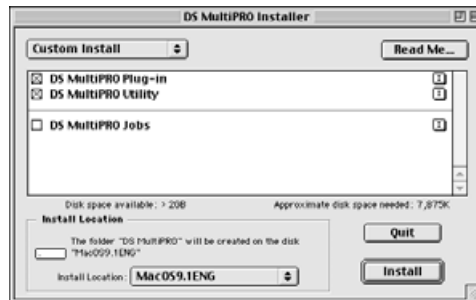 DS MultiPRO Installer
Custom Install
Read Me...
DS MultiPRO Plug-in
DS MultiPRO Utility
DS MultiPRO Jobs
Disk space available: > 2GB Approximate disk space needed: 7,875K
Install Location
The folder "DS MultiPRO" will be created on the disk
"MacOS9.1ENG"
Quit
Install Location: MacOS9.1ENG
Install